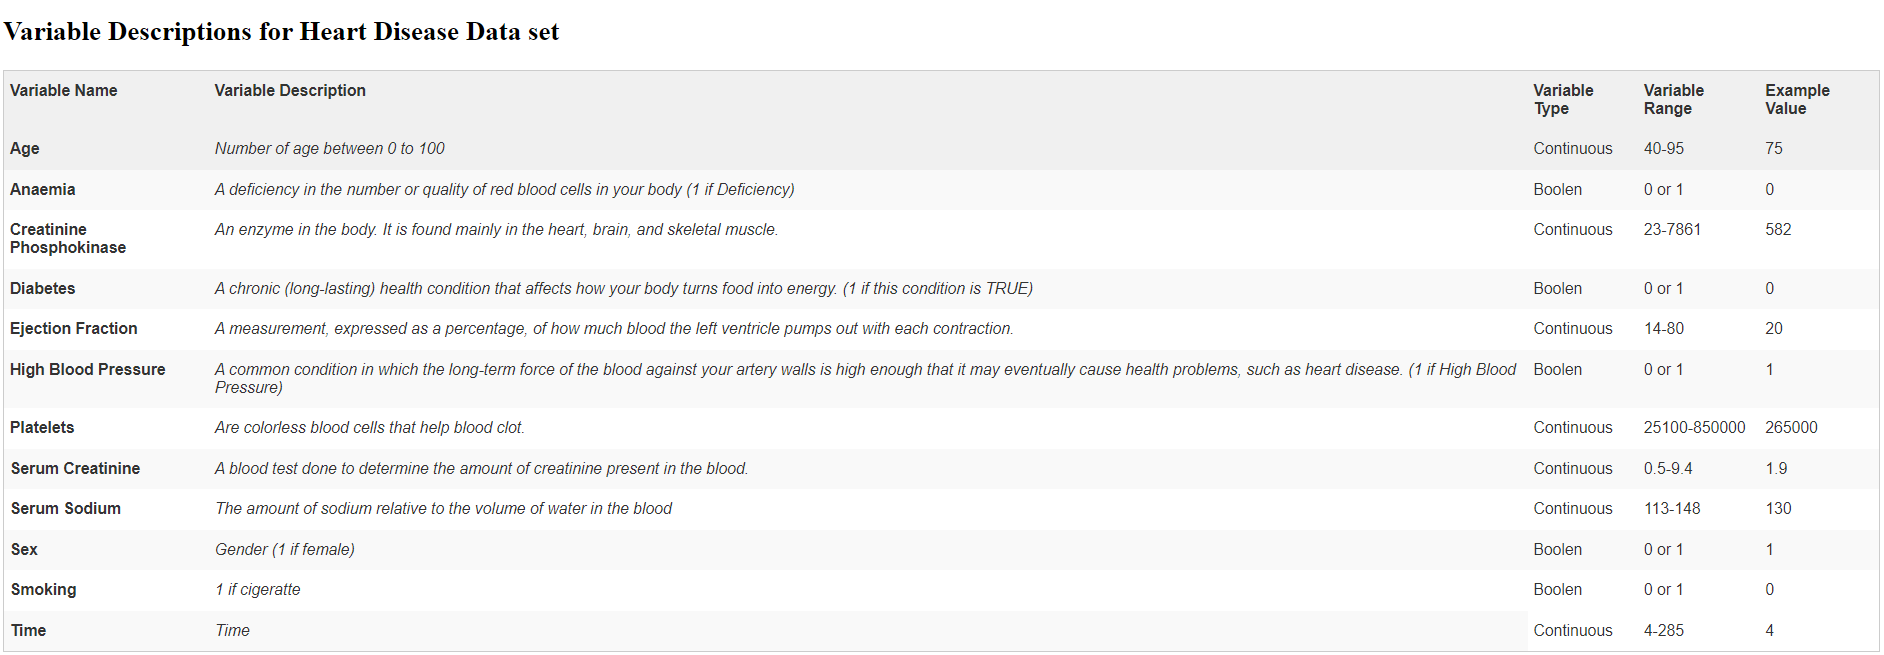 Variable Descriptions for Heart Disease Data set
Variable Name Variable Description Variable Type Variable Range Example Value
Age Number of age between 0 to 100 Continuous 40-95 75
Anaemia A deficiency in the number or quality of red blood cells in your body (1 if Deficiency) Boolen 0 or 1 0
Creatinine Phosphokinase An enzyme in the body. It is found mainly in the heart, brain, and skeletal muscle. Continuous 23-7861 582
Diabetes A chronic (long-lasting) health condition that affects how your body turns food into energy. (1 if this condition is TRUE) Boolen 0 or 1 0
Ejection Fraction A measurement, expressed as a percentage, of how much blood the left ventricle pumps out with each contraction. Continuous 14-80 20
High Blood Pressure A common condition in which the long-term force of the blood against your artery walls is high enough that it may eventually cause health problems, such as heart disease. (1 if High Blood Pressure) Boolen 0 or 1 1
Platelets Are colorless blood cells that help blood clot. Continuous 25100-850000 265000
Serum Creatinine A blood test done to determine the amount of creatinine present in the blood. Continuous 0.5-9.4 1.9
Serum Sodium The amount of sodium relative to the volume of water in the blood Continuous 113-148 130
Sex Gender (1 if female) Boolen 0 or 1 1
Smoking 1 if cigeratte Boolen 0 or 1 0
Time Time Continuous 4-285 4